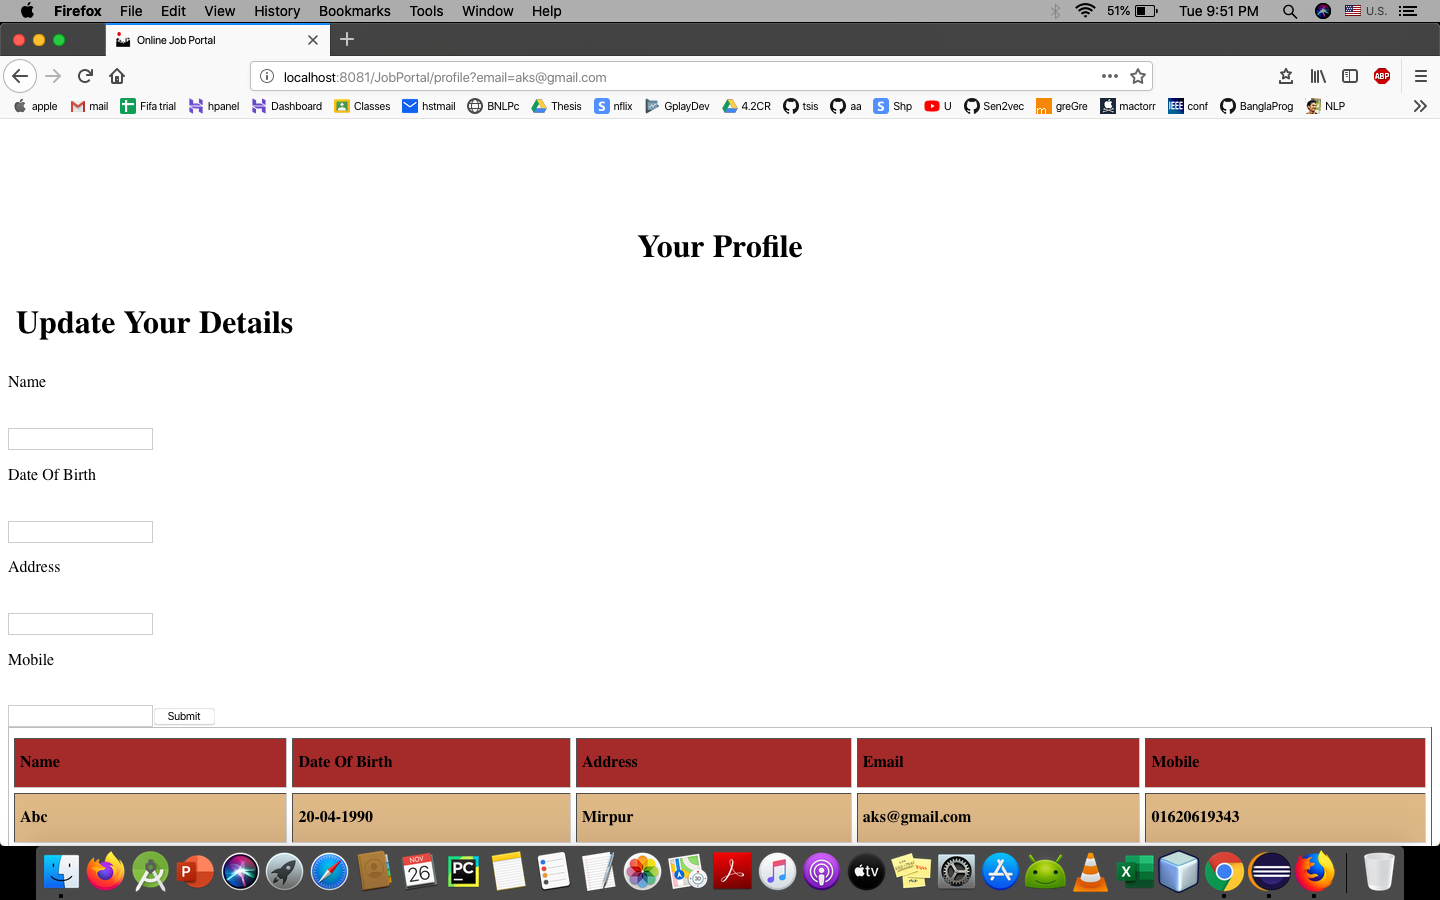 Firefox File Edit View History Bookmarks Tools Window Help 51% Tue 9:51 PM U.S.
Online Job Portal
localhost:8081/JobPortal/profile?email=aks@gmail.com ABP
apple mail Fifa trial hpanel Dashboard Classes hstmail BNLPc Thesis nflix GplayDev 4.2CR tsis aa Shp U Sen2vec greGre mactorr IEEE conf BanglaProg NLP
Your Profile
Update Your Details
Name
Date Of Birth
Address
Mobile
Submit
Name Date Of Birth Address Email Mobile
Abc 20-04-1990 Mirpur aks@gmail.com 01620619343
P NOV 26 PC tv X